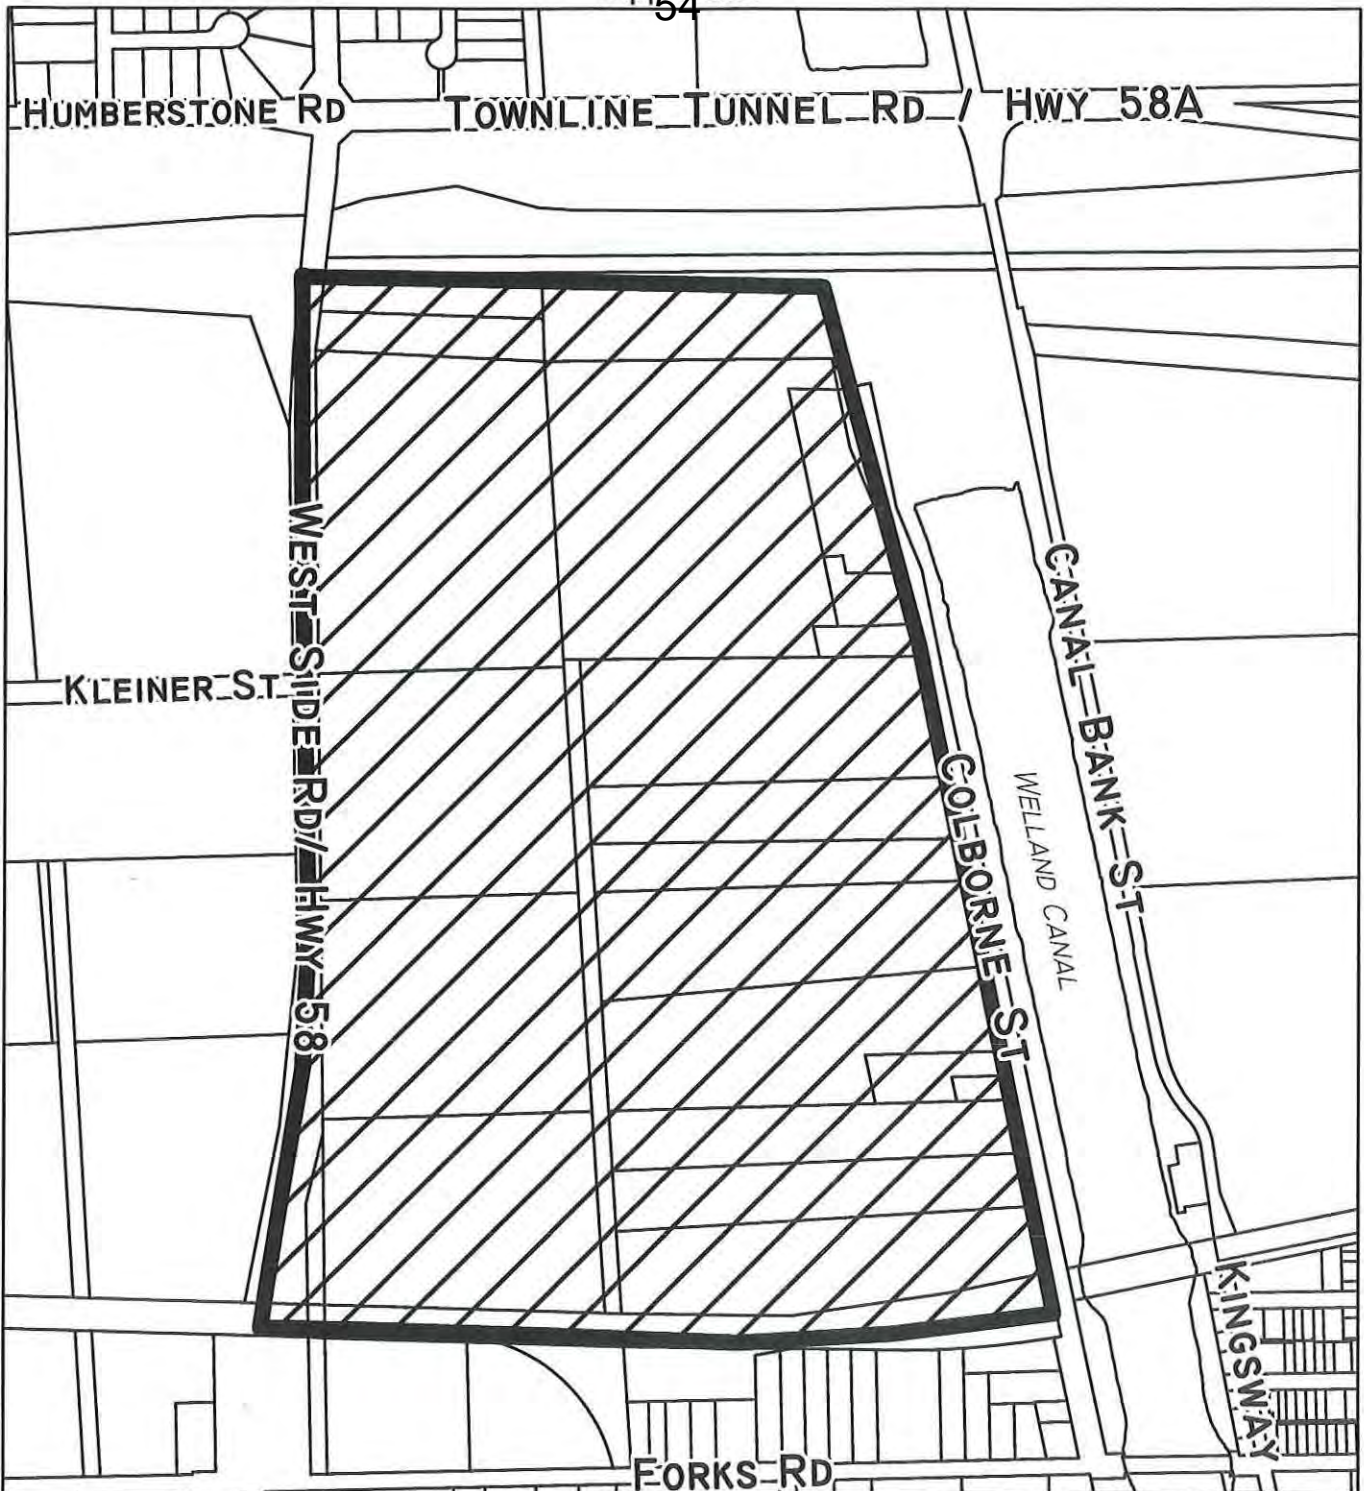 54
HUMBERSTONE RD
TOWNLINE TUNNEL RD / HWY 58A
WEST SIDE RD/ HWY 58
CANAL BANK ST
KLEINER ST
COLBORNE ST
WELLAND CANAL
KINGSWAY
FORKS RD